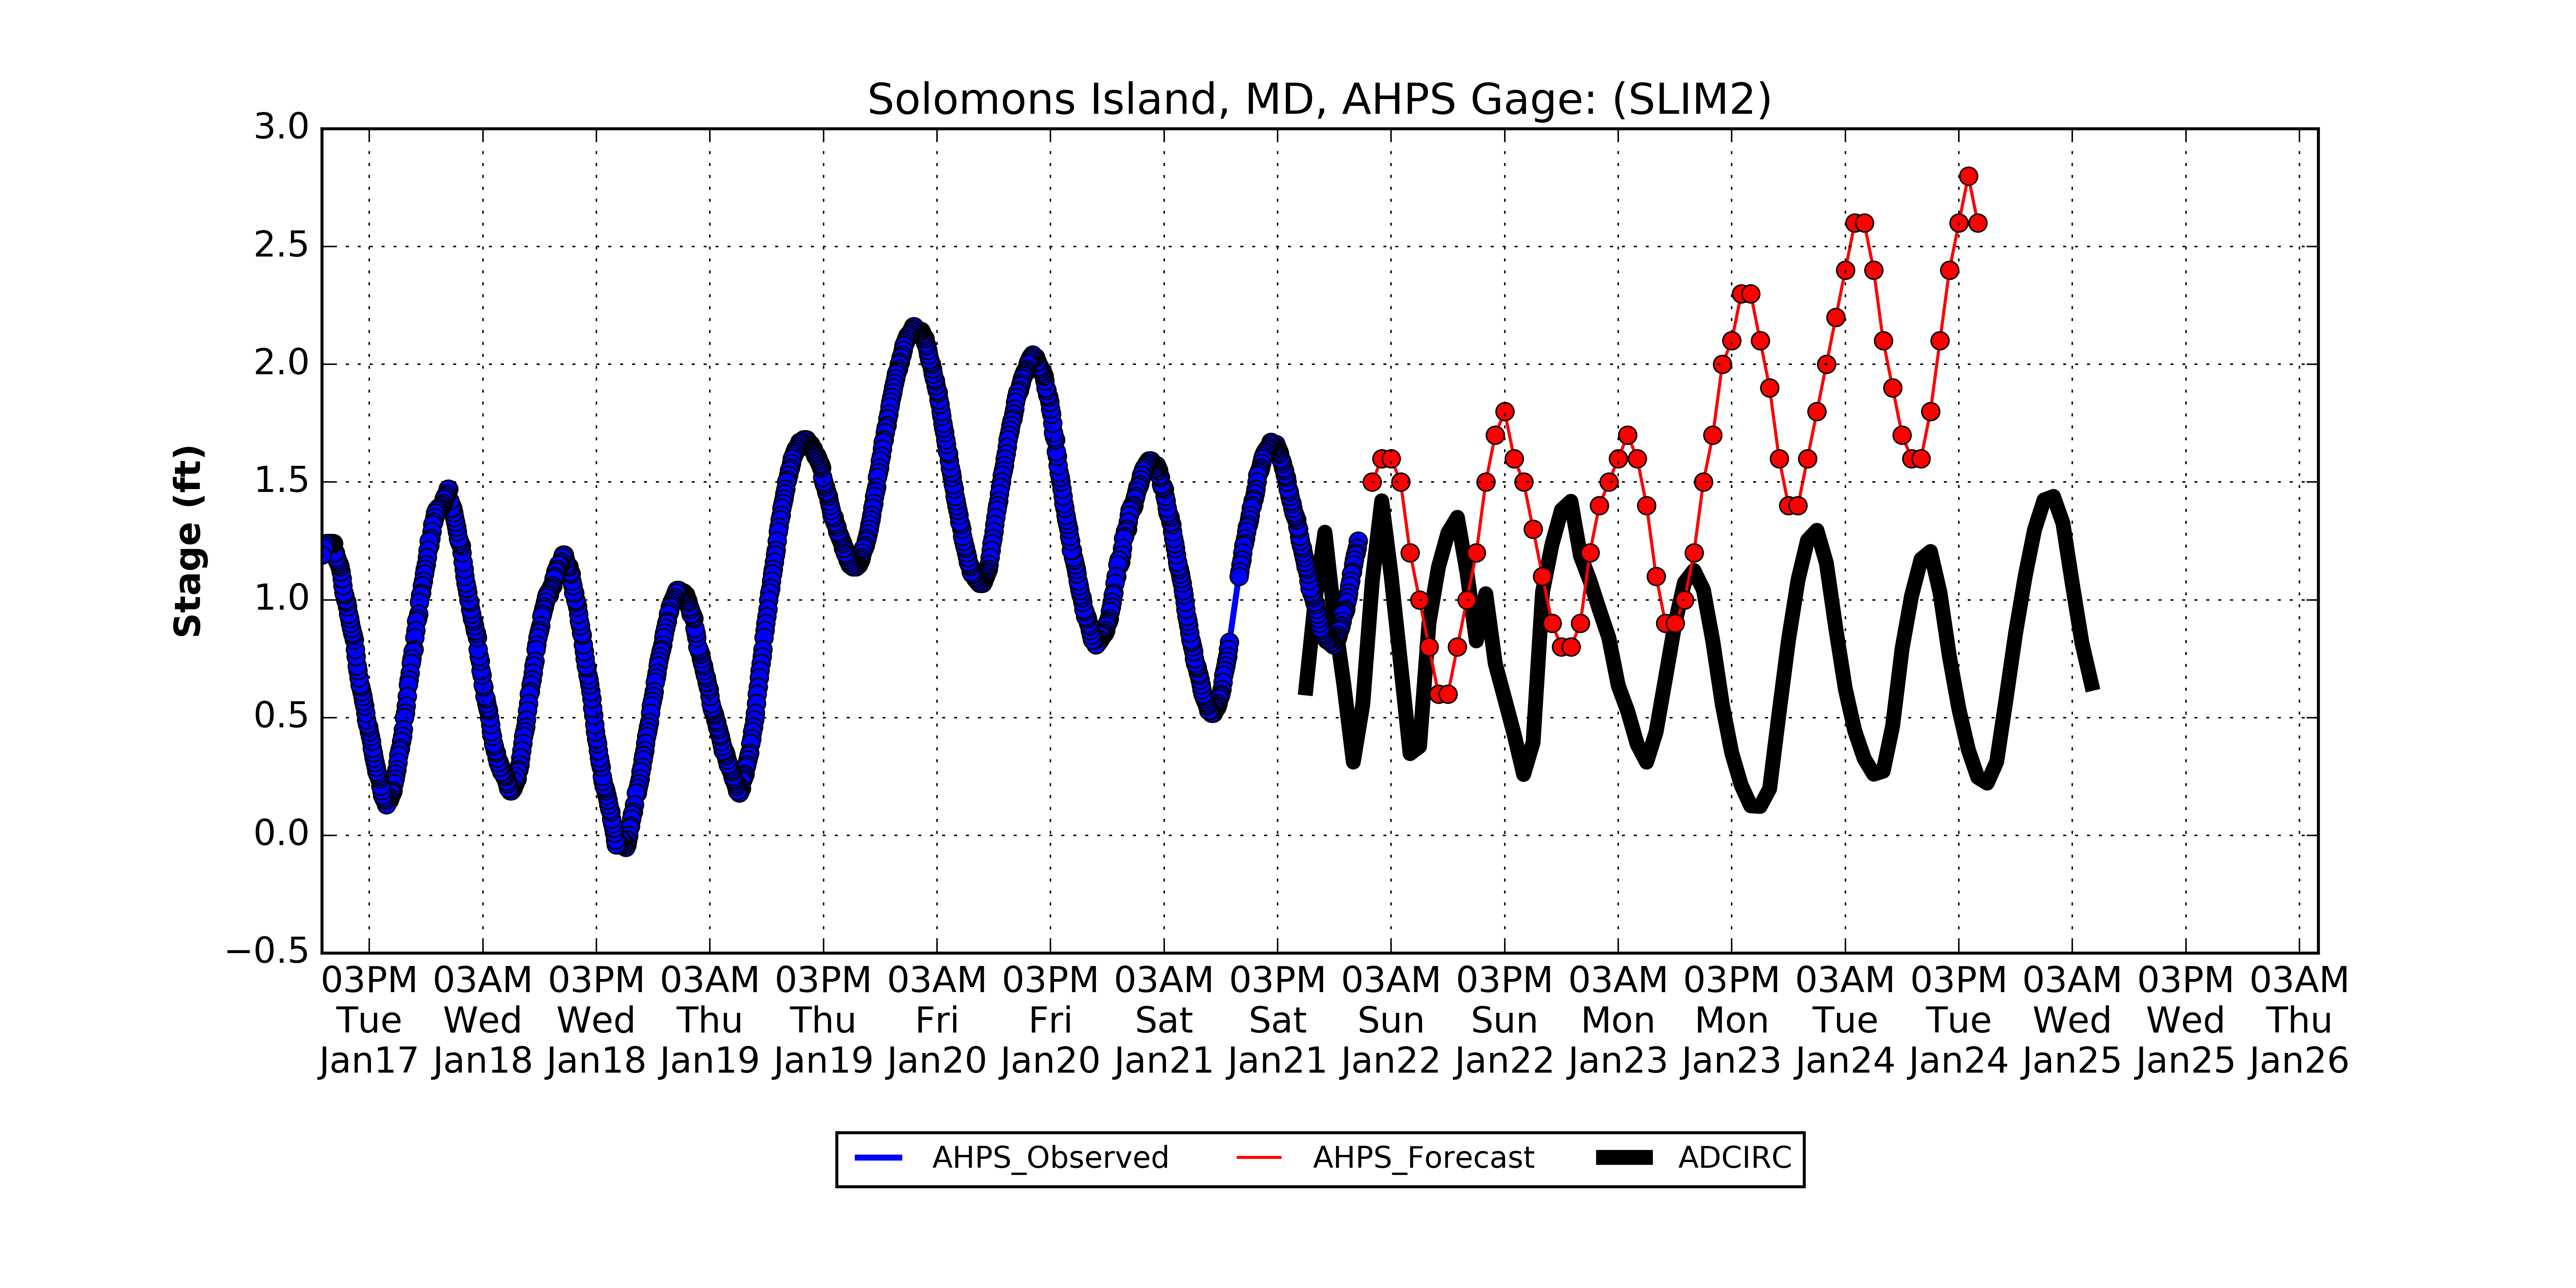 Solomons Island, MD, AHPS Gage: (SLIM2)
3.0
2.5
2.0
1.5
1.0
0.5
0.0
−0.5
Stage (ft)
03PM 03AM 03PM 03AM 03PM 03AM 03PM 03AM 03PM 03AM 03PM 03AM 03PM 03AM 03PM 03AM 03PM 03AM
Tue Wed Wed Thu Thu Fri Fri Sat Sat Sun Sun Mon Mon Tue Tue Wed Wed Thu
Jan17 Jan18 Jan18 Jan19 Jan19 Jan20 Jan20 Jan21 Jan21 Jan22 Jan22 Jan23 Jan23 Jan24 Jan24 Jan25 Jan25 Jan26
AHPS_Observed AHPS_Forecast ADCIRC